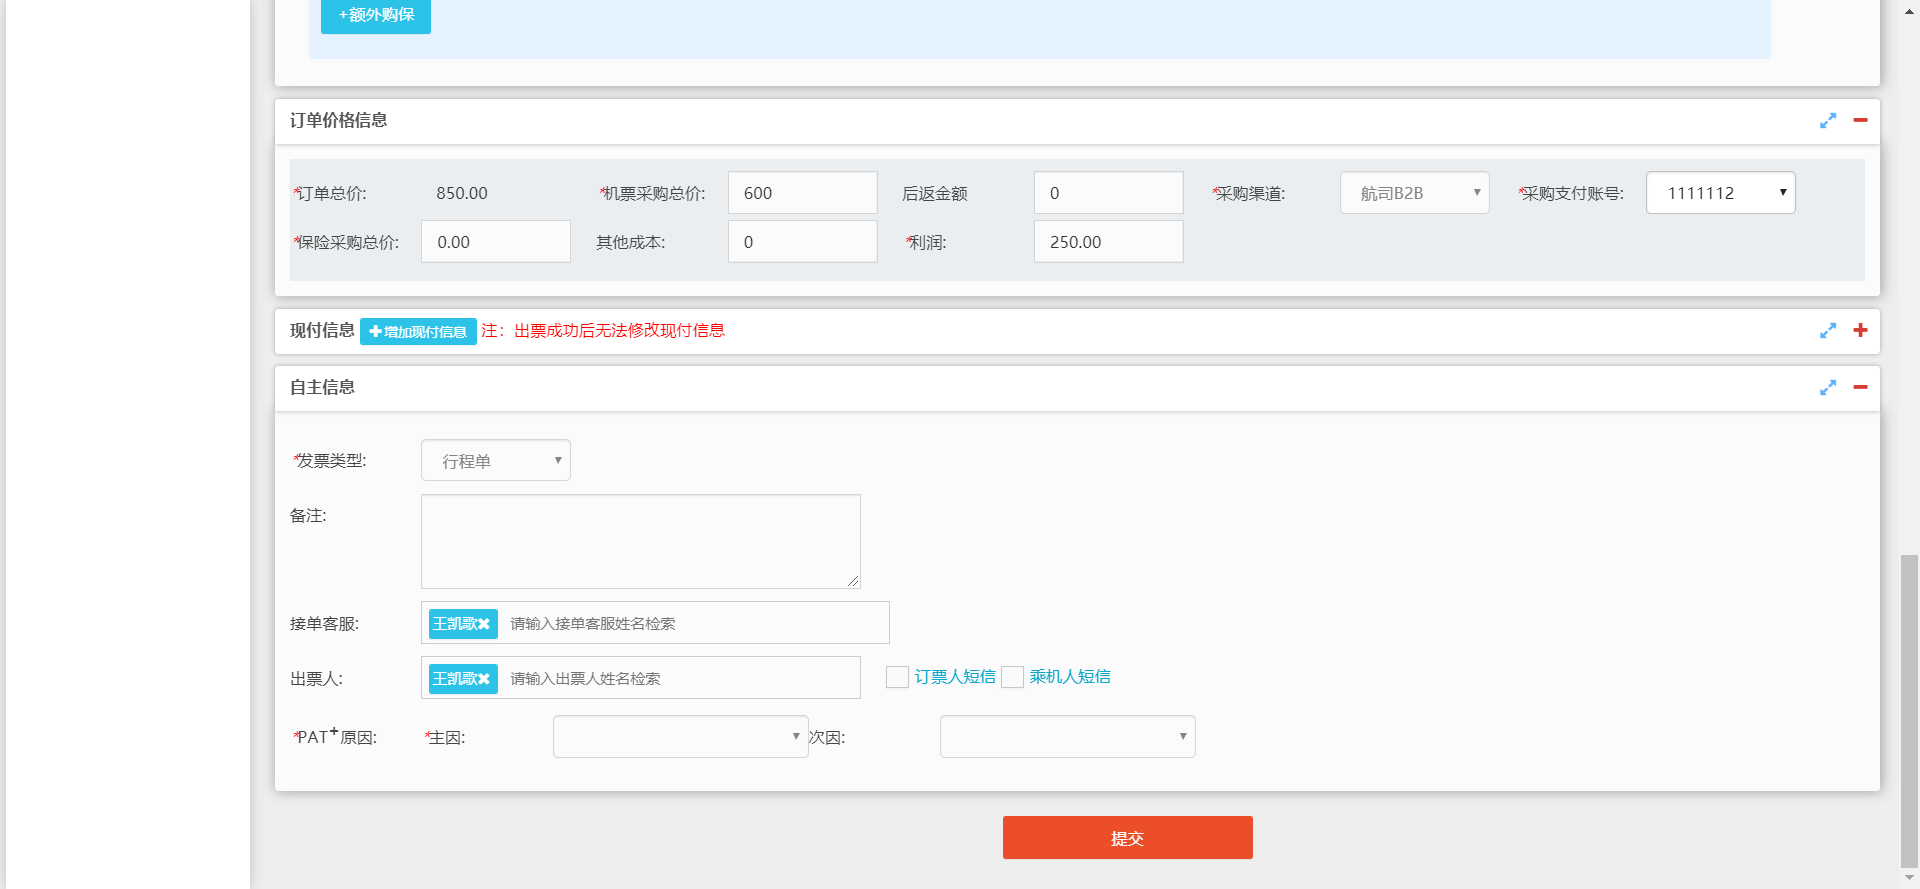 +额外购保
订单价格信息
*订单总价: 850.00 *机票采购总价: 600 后返金额 0 *采购渠道: 航司B2B *采购支付账号: 1111112
*保险采购总价: 0.00 其他成本: 0 *利润: 250.00
现付信息 +增加现付信息 注：出票成功后无法修改现付信息
自主信息
*发票类型: 行程单
备注:
接单客服: 王凯歌✖ 请输入接单客服姓名检索
出票人: 王凯歌✖ 请输入出票人姓名检索 订票人短信 乘机人短信
*PAT+原因: *主因: 次因:
提交